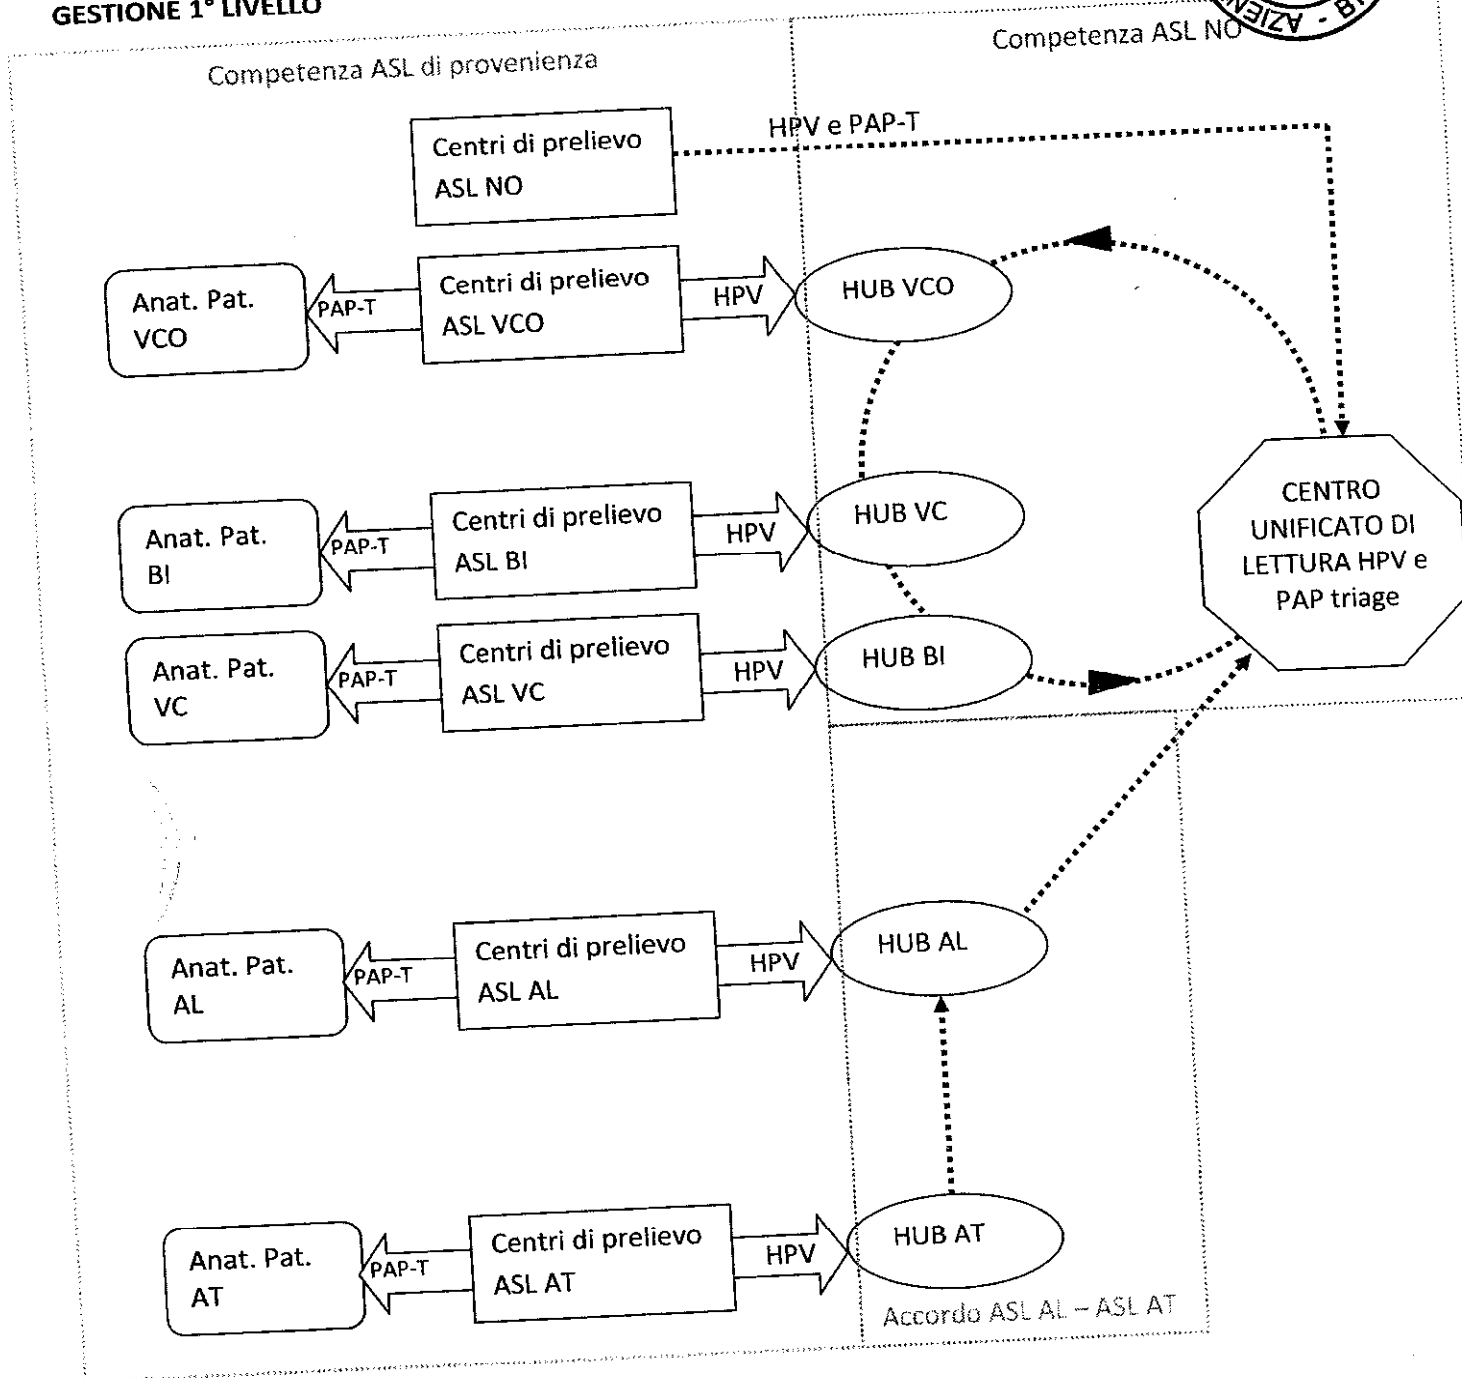 GESTIONE 1° LIVELLO
Competenza ASL di provenienza
Competenza ASL NO
Centri di prelievo
ASL NO
HPV e PAP-T
Anat. Pat.
VCO
PAP-T
Centri di prelievo
ASL VCO
HPV
HUB VCO
Anat. Pat.
BI
PAP-T
Centri di prelievo
ASL BI
HPV
HUB VC
CENTRO
UNIFICATO DI
LETTURA HPV e
PAP triage
Anat. Pat.
VC
PAP-T
Centri di prelievo
ASL VC
HPV
HUB BI
Anat. Pat.
AL
PAP-T
Centri di prelievo
ASL AL
HPV
HUB AL
Anat. Pat.
AT
PAP-T
Centri di prelievo
ASL AT
HPV
HUB AT
Accordo ASL AL – ASL AT